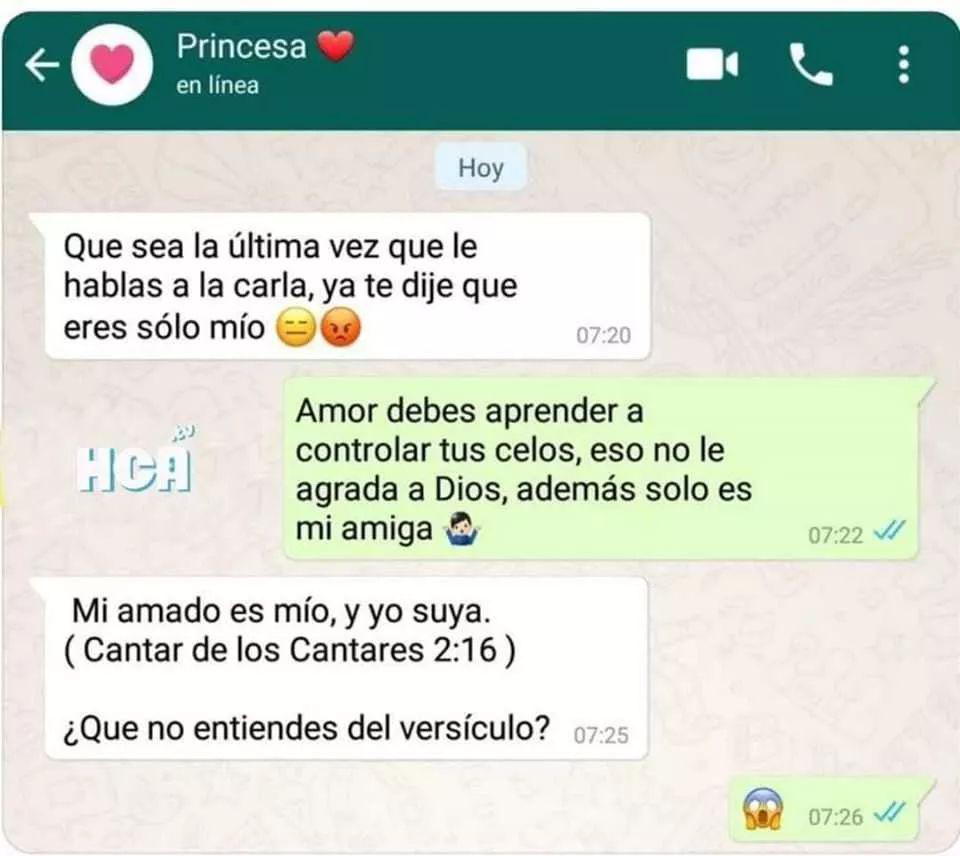 Princesa ❤️
en línea
Hoy
Que sea la última vez que le
hablas a la carla, ya te dije que
eres sólo mío 😑😡
07:20
Amor debes aprender a
controlar tus celos, eso no le
agrada a Dios, además solo es
mi amiga 🤷🏻‍♂️
07:22
HCA
.tv
Mi amado es mío, y yo suya.
( Cantar de los Cantares 2:16 )
¿Que no entiendes del versículo?
07:25
😱 07:26